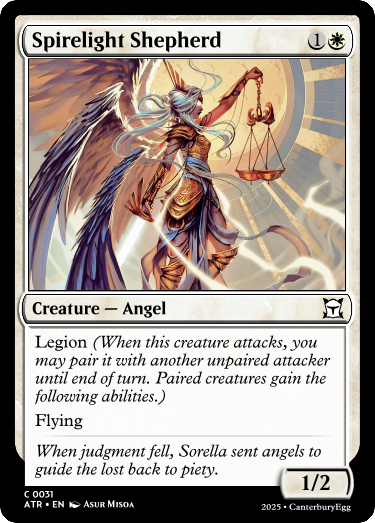 Spirelight Shepherd 1
Creature — Angel
Legion (When this creature attacks, you
may pair it with another unpaired attacker
until end of turn. Paired creatures gain the
following abilities.)
Flying
When judgment fell, Sorella sent angels to
guide the lost back to piety.
1/2
C 0031
ATR • EN Asur Misoa
2025 • CanterburyEgg